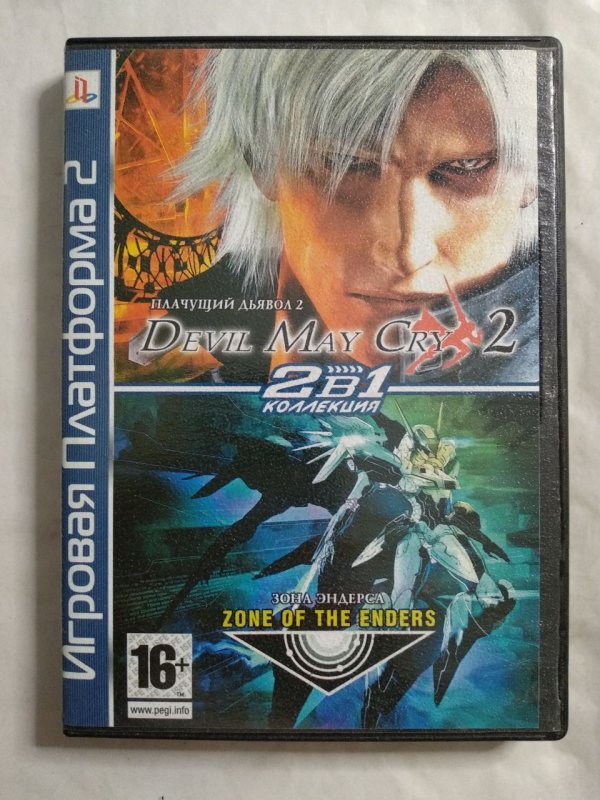 Игровая Платформа 2
ПЛАЧУЩИЙ ДЬЯВОЛ 2
DEVIL MAY CRY 2
2В1
КОЛЛЕКЦИЯ
ЗОНА ЭНДЕРСА
ZONE OF THE ENDERS
16+
TM
www.pegi.info